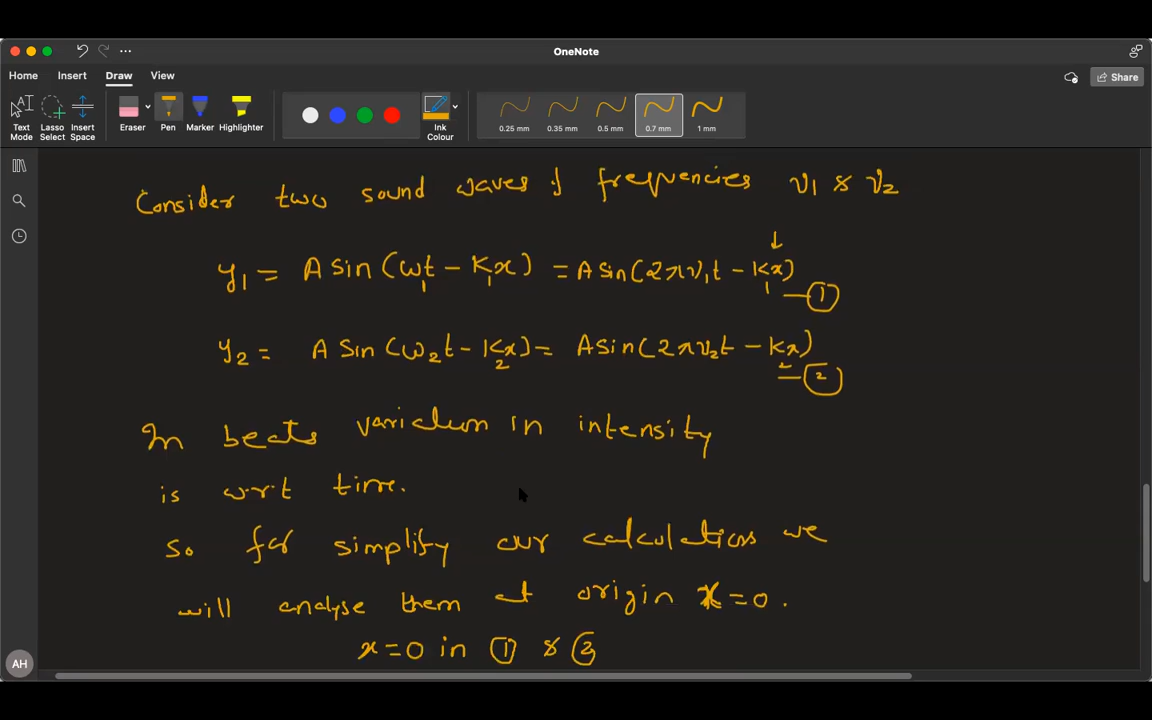 OneNote
Home Insert Draw View
Share
Text Mode Lasso Select Insert Space Eraser Pen Marker Highlighter Ink Colour 0.25 mm 0.35 mm 0.5 mm 0.7 mm 1 mm
Consider two sound waves of frequencies ν1 & ν2
y1 = A sin(ω1t − K1x) = A sin(2πν1t − K1x) — ①
y2 = A sin(ω2t − K2x) = A sin(2πν2t − K2x) — ②
In beats variation in intensity
is w.r.t time.
So for simplify our calculations we
will analyse them at origin x = 0.
x = 0 in ① & ②
AH